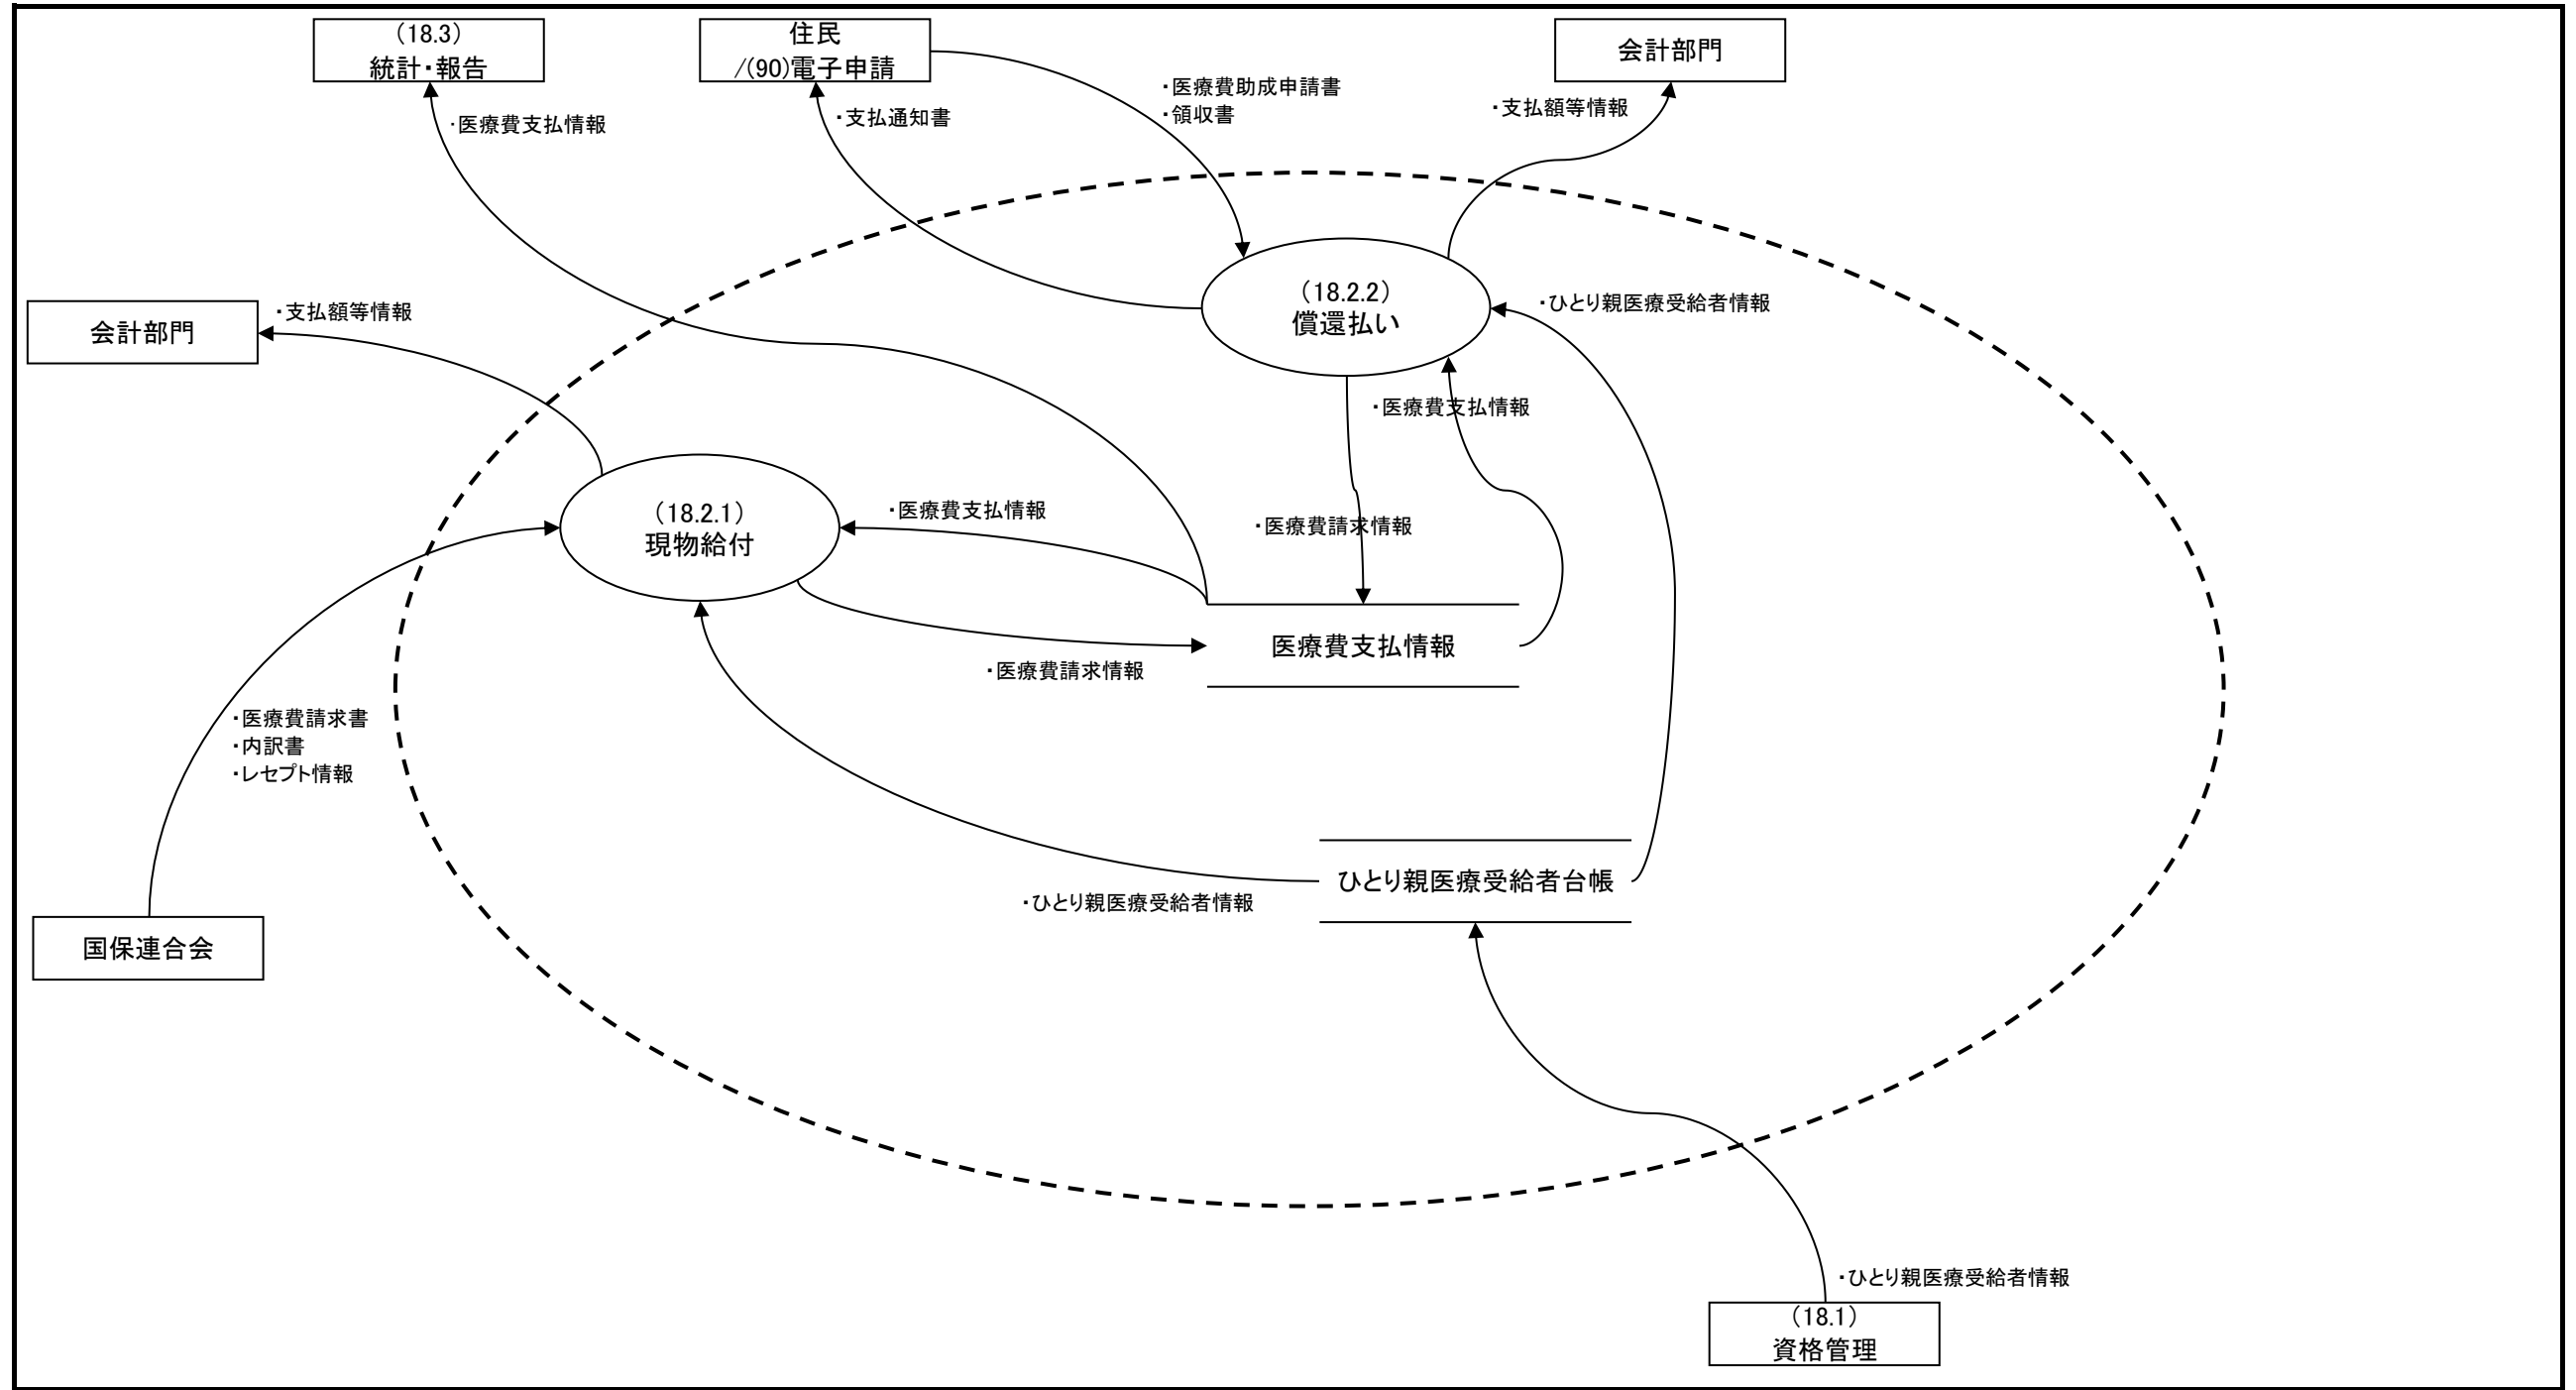 （18.3）
統計・報告
住民
/(90)電子申請
会計部門
・医療費支払情報
・支払通知書
・医療費助成申請書
・領収書
・支払額等情報
会計部門
・支払額等情報
（18.2.2）
償還払い
・ひとり親医療受給者情報
・医療費支払情報
（18.2.1）
現物給付
・医療費支払情報
・医療費請求情報
医療費支払情報
・医療費請求情報
・医療費請求書
・内訳書
・レセプト情報
ひとり親医療受給者台帳
・ひとり親医療受給者情報
国保連合会
・ひとり親医療受給者情報
（18.1）
資格管理